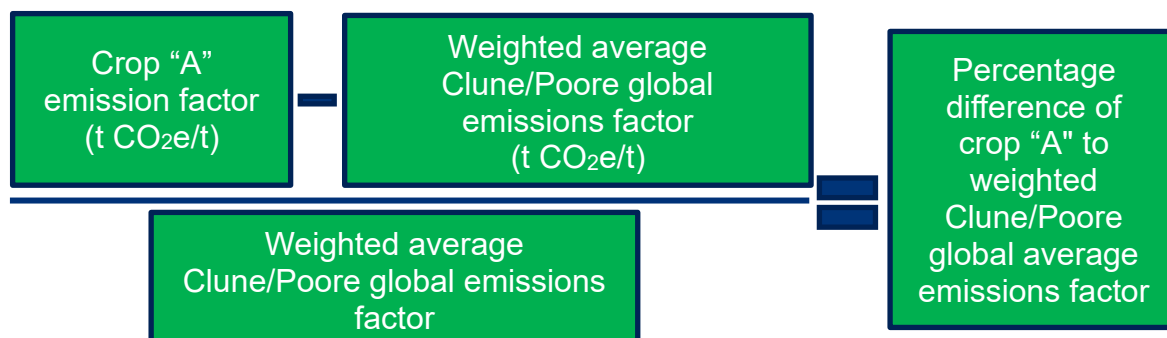 Crop “A”
emission factor
(t CO₂e/t)
Weighted average
Clune/Poore global
emissions factor
(t CO₂e/t)
Weighted average
Clune/Poore global emissions
factor
Percentage
difference of
crop “A" to
weighted
Clune/Poore
global average
emissions factor